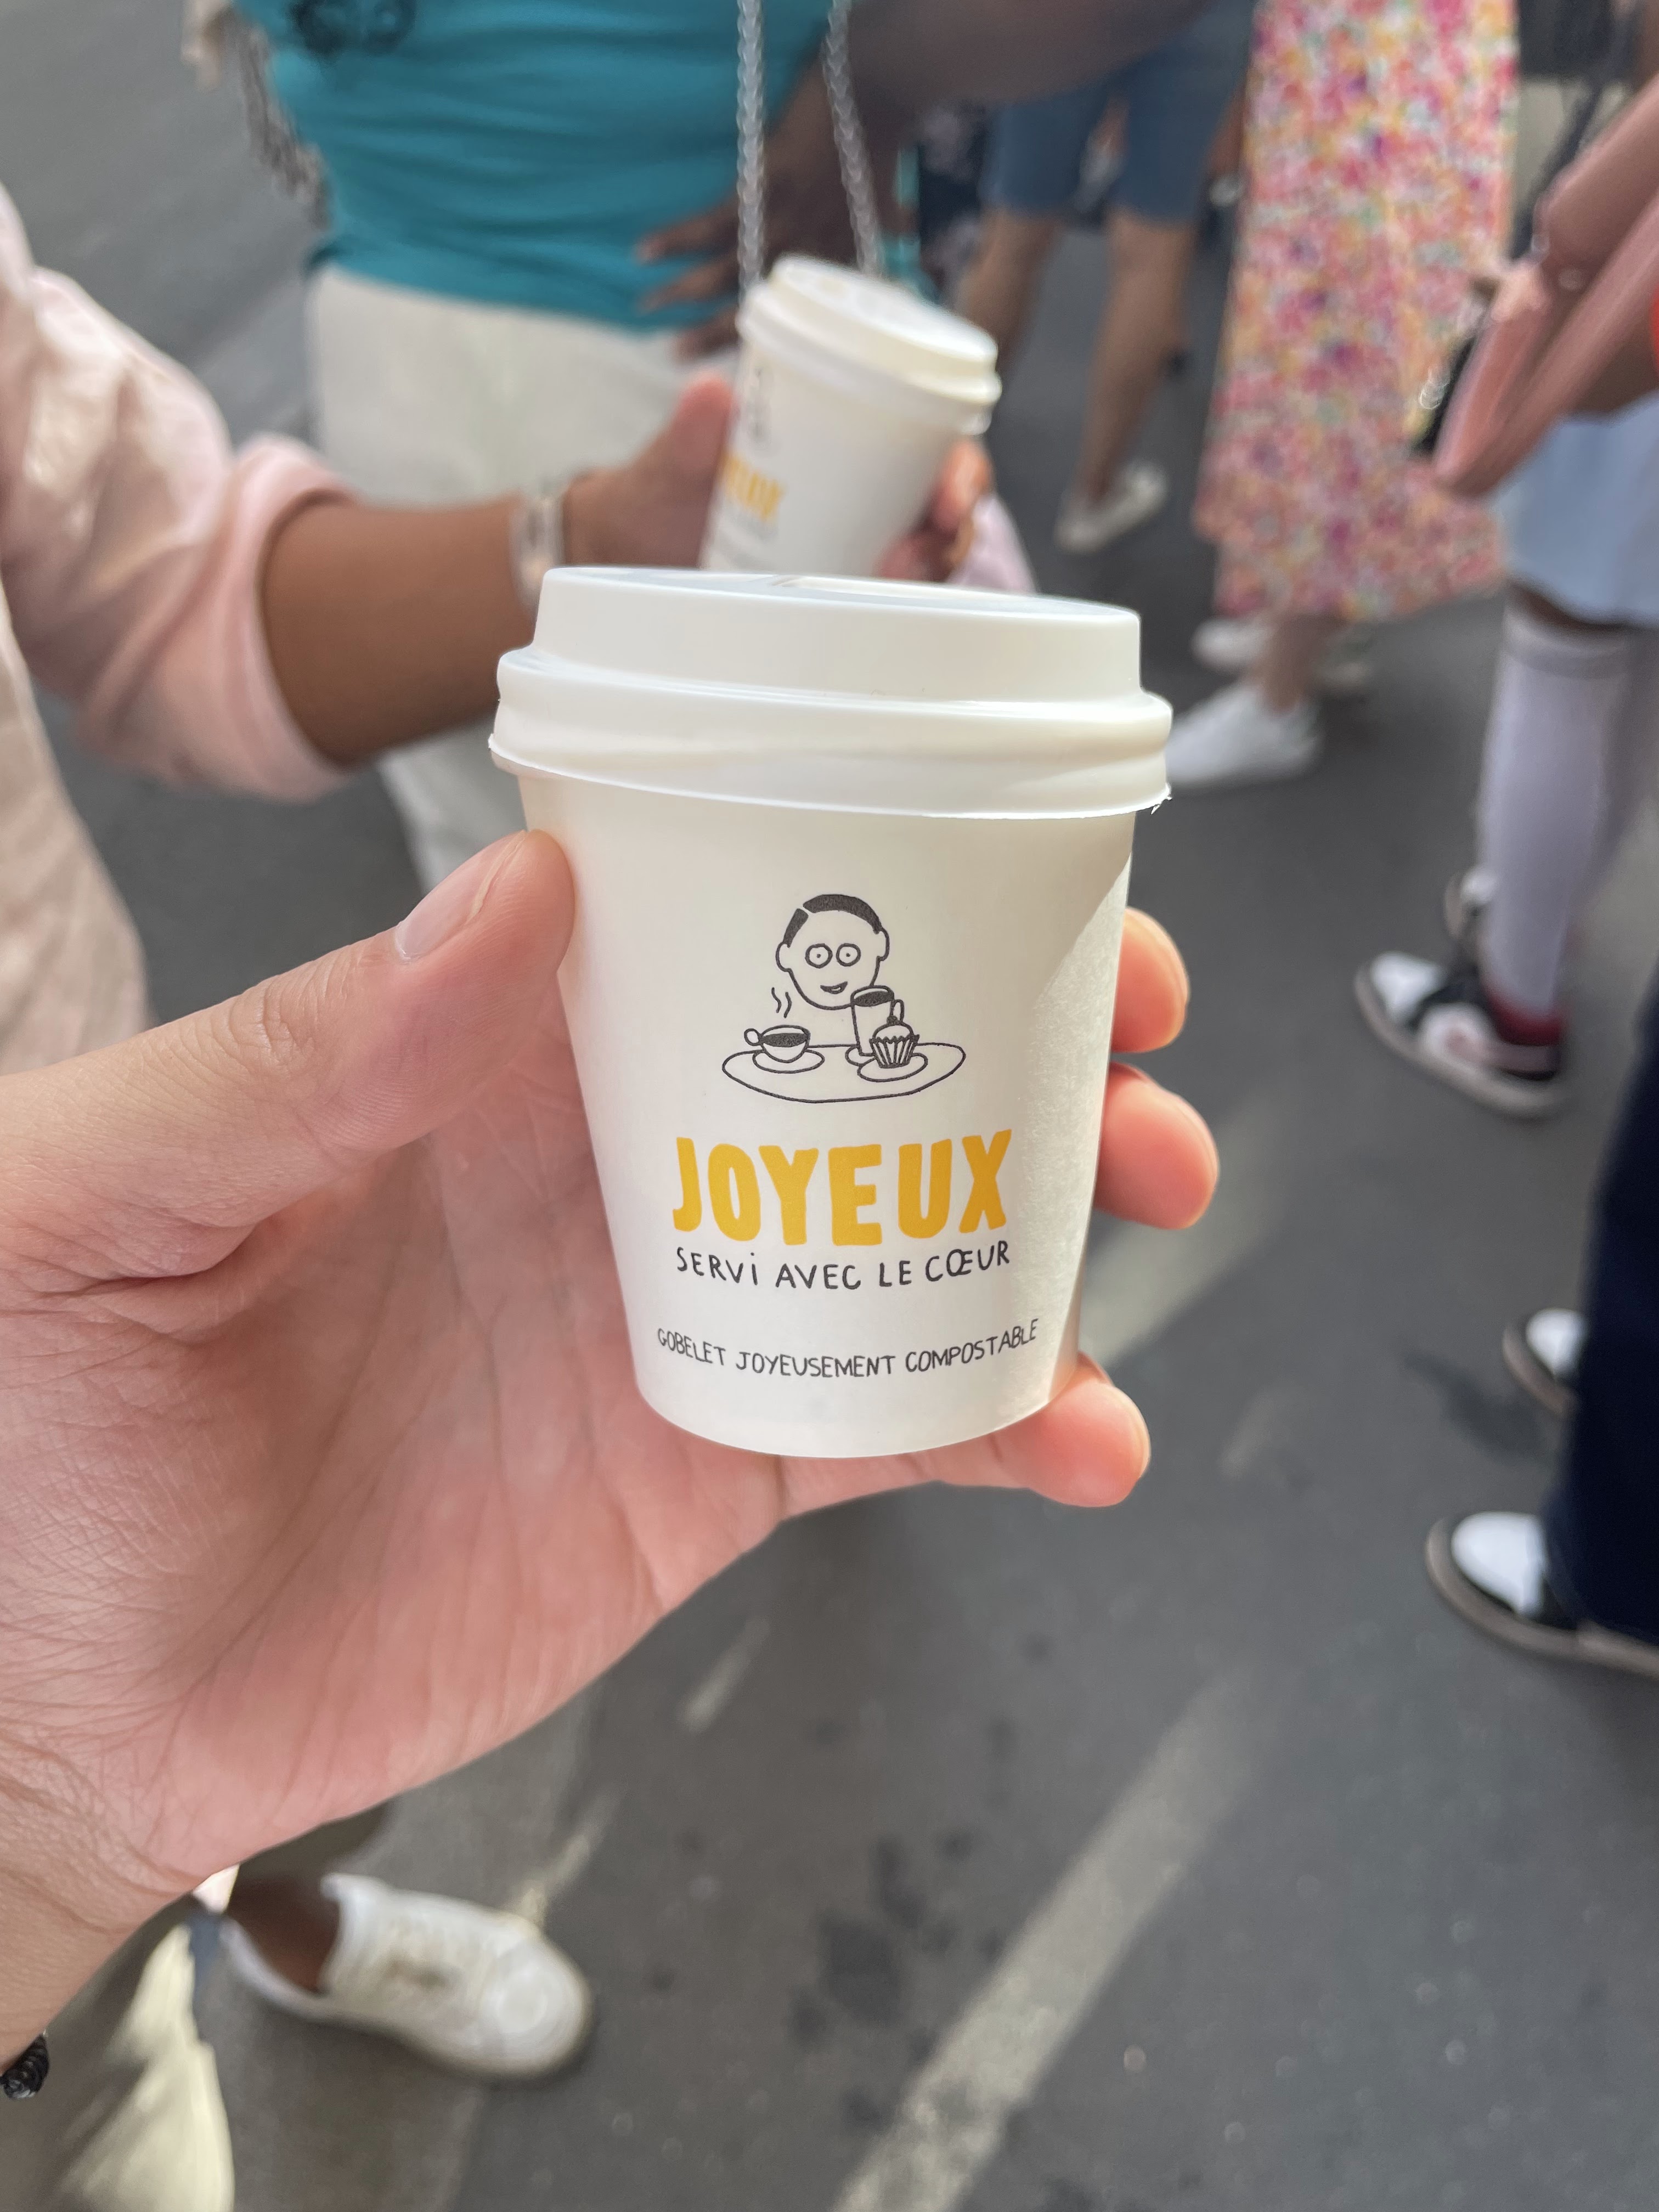 JOYEUX
SERVi AVEC LE CŒUR
GOBELET JOYEUSEMENT COMPOSTABLE